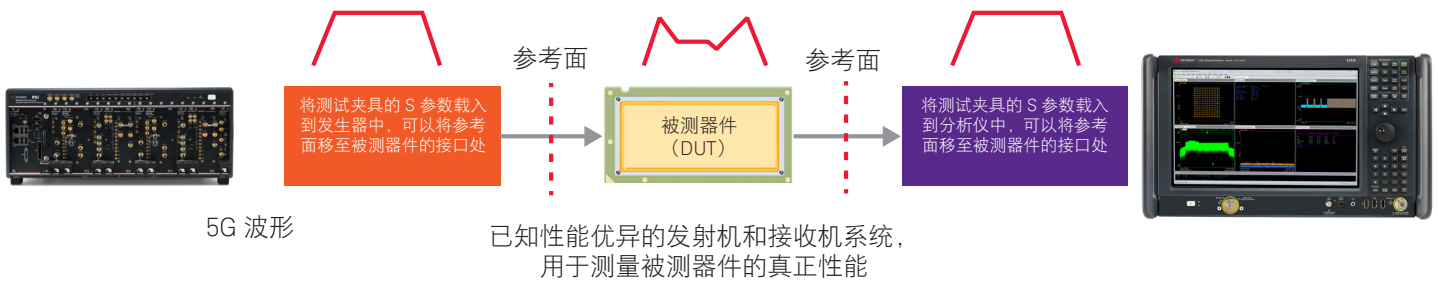 参考面
参考面
将测试夹具的 S 参数载入
到发生器中，可以将参考
面移至被测器件的接口处
被测器件
（DUT）
将测试夹具的 S 参数载入
到分析仪中，可以将参考
面移至被测器件的接口处
UXA
5G 波形
已知性能优异的发射机和接收机系统，
用于测量被测器件的真正性能